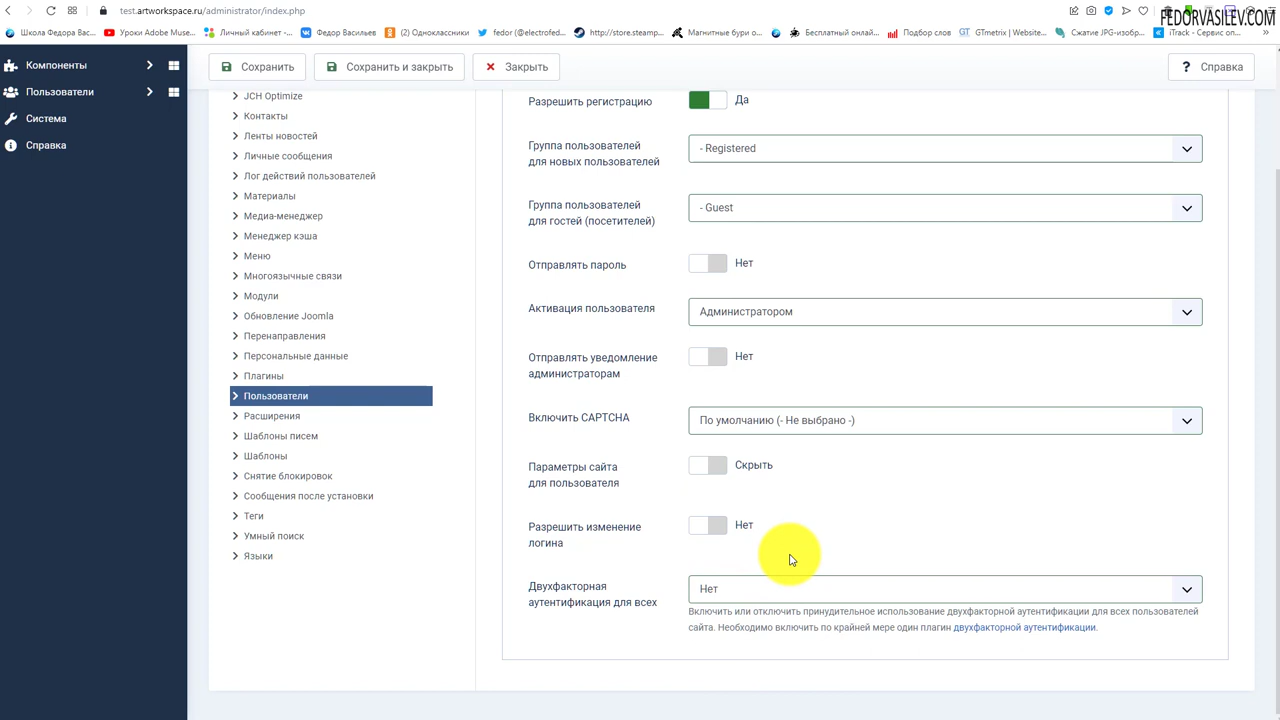 test.artworkspace.ru/administrator/index.php
FEDORVASILEV.COM
Школа Федора Вас...
Уроки Adobe Muse...
Личный кабинет -...
Федор Васильев
(2) Одноклассники
fedor (@electrofed...
http://store.steamp...
Магнитные бури о...
Бесплатный онлай...
Подбор слов
GTmetrix | Website...
Сжатие JPG-изобр...
iTrack - Сервис оп...
Компоненты
Пользователи
Система
Справка
Сохранить
Сохранить и закрыть
Закрыть
Справка
JCH Optimize
Контакты
Ленты новостей
Личные сообщения
Лог действий пользователей
Материалы
Медиа-менеджер
Менеджер кэша
Меню
Многоязычные связи
Модули
Обновление Joomla
Перенаправления
Персональные данные
Плагины
Пользователи
Расширения
Шаблоны писем
Шаблоны
Снятие блокировок
Сообщения после установки
Теги
Умный поиск
Языки
Разрешить регистрацию
Да
Группа пользователей
для новых пользователей
- Registered
Группа пользователей
для гостей (посетителей)
- Guest
Отправлять пароль
Нет
Активация пользователя
Администратором
Отправлять уведомление
администраторам
Нет
Включить CAPTCHA
По умолчанию (- Не выбрано -)
Параметры сайта
для пользователя
Скрыть
Разрешить изменение
логина
Нет
Двухфакторная
аутентификация для всех
Нет
Включить или отключить принудительное использование двухфакторной аутентификации для всех пользователей
сайта. Необходимо включить по крайней мере один плагин двухфакторной аутентификации.